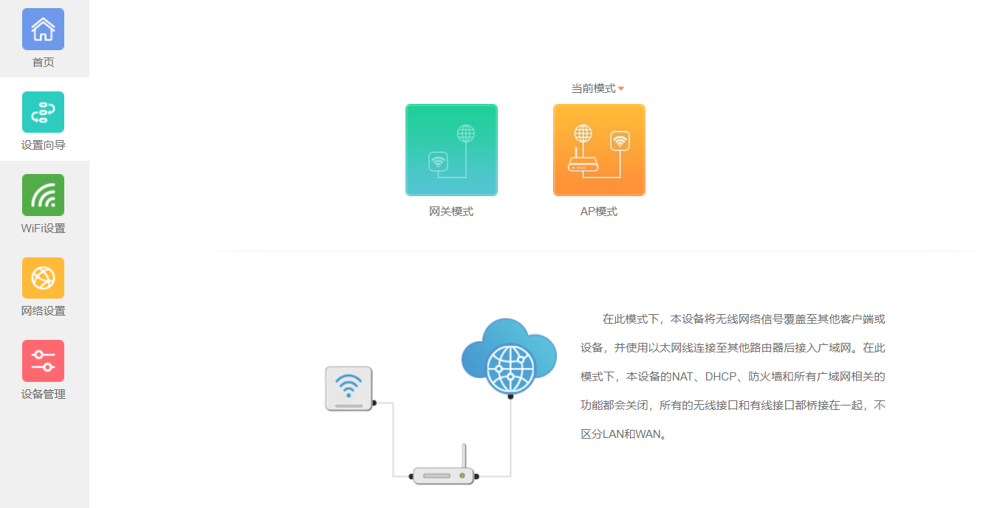 首页
设置向导
WiFi设置
网络设置
设备管理
当前模式
网关模式
AP模式
在此模式下，本设备将无线网络信号覆盖至其他客户端或
设备，并使用以太网线连接至其他路由器后接入广域网。在此
模式下，本设备的NAT、DHCP、防火墙和所有广域网相关的
功能都会关闭，所有的无线接口和有线接口都桥接在一起，不
区分LAN和WAN。